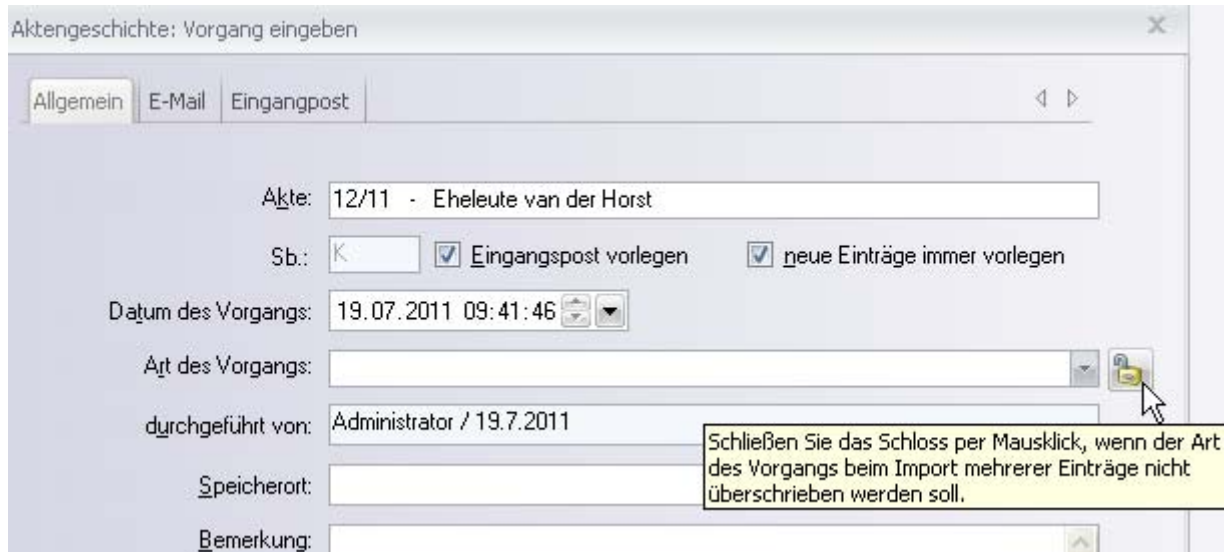 Aktengeschichte: Vorgang eingeben
Allgemein E-Mail Eingangpost
Akte: 12/11 - Eheleute van der Horst
Sb.: K Eingangspost vorlegen neue Einträge immer vorlegen
Datum des Vorgangs: 19.07.2011 09:41:46
Art des Vorgangs:
durchgeführt von: Administrator / 19.7.2011
Schließen Sie das Schloss per Mausklick, wenn der Art
des Vorgangs beim Import mehrerer Einträge nicht
überschrieben werden soll.
Speicherort:
Bemerkung: